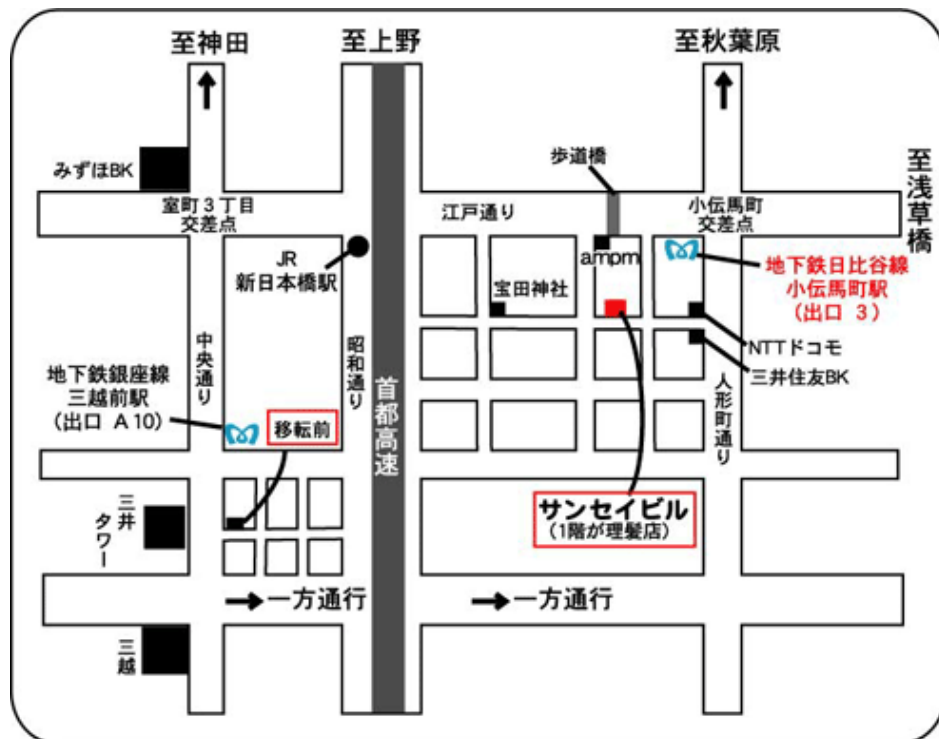 至神田
至上野
至秋葉原
みずほBK
歩道橋
至浅草橋
室町3丁目
交差点
江戸通り
小伝馬町
交差点
JR
新日本橋駅
ampm
地下鉄日比谷線
小伝馬町駅
(出口 3)
宝田神社
中央通り
昭和通り
首都高速
NTTドコモ
三井住友BK
人形町通り
地下鉄銀座線
三越前駅
(出口 A10)
移転前
三井
タワー
サンセイビル
(1階が理髪店)
一方通行
一方通行
三越